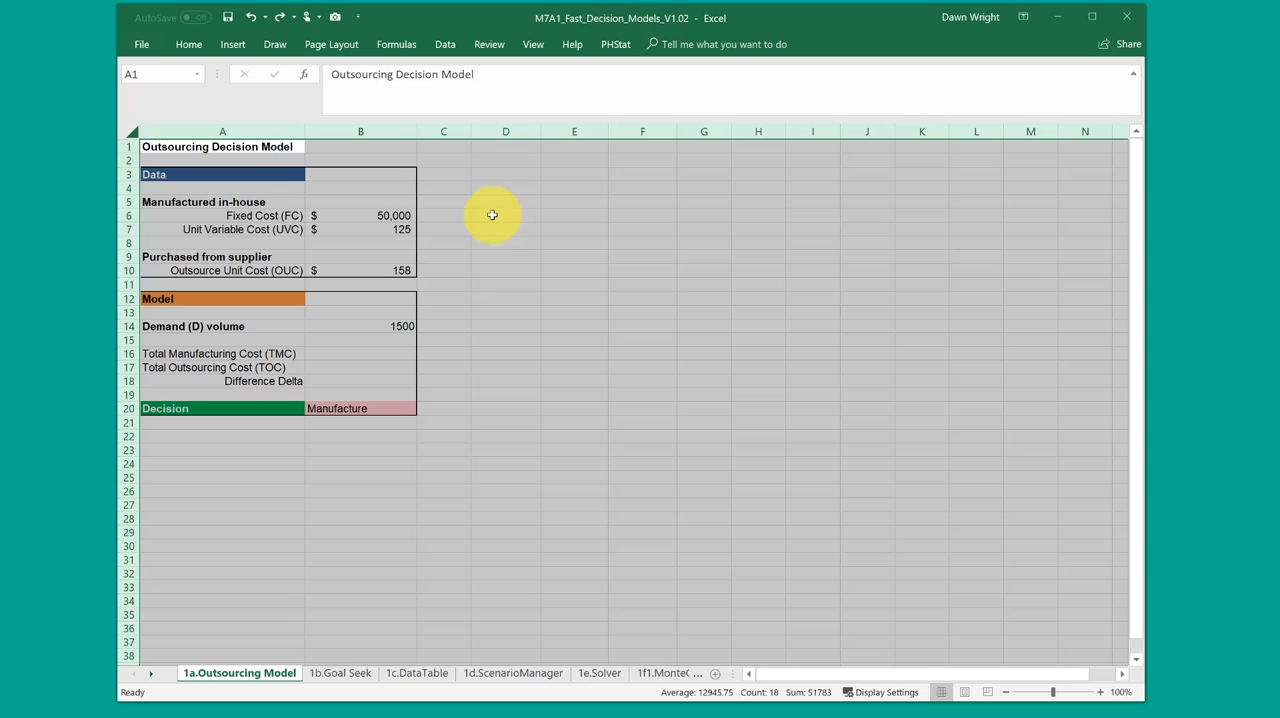 AutoSave Off M7A1_Fast_Decision_Models_V1.02 - Excel Dawn Wright
File Home Insert Draw Page Layout Formulas Data Review View Help PHStat Tell me what you want to do Share
A1 fx Outsourcing Decision Model
A B C D E F G H I J K L M N
1 Outsourcing Decision Model
2
3 Data
4
5 Manufactured in-house
6 Fixed Cost (FC) $ 50,000
7 Unit Variable Cost (UVC) $ 125
8
9 Purchased from supplier
10 Outsource Unit Cost (OUC) $ 158
11
12 Model
13
14 Demand (D) volume 1500
15
16 Total Manufacturing Cost (TMC)
17 Total Outsourcing Cost (TOC)
18 Difference Delta
19
20 Decision Manufacture
21
22
23
24
25
26
27
28
29
30
31
32
33
34
35
36
37
38
1a.Outsourcing Model 1b.Goal Seek 1c.DataTable 1d.ScenarioManager 1e.Solver 1f1.MonteC ...
Ready Average: 12945.75 Count: 18 Sum: 51783 Display Settings 100%